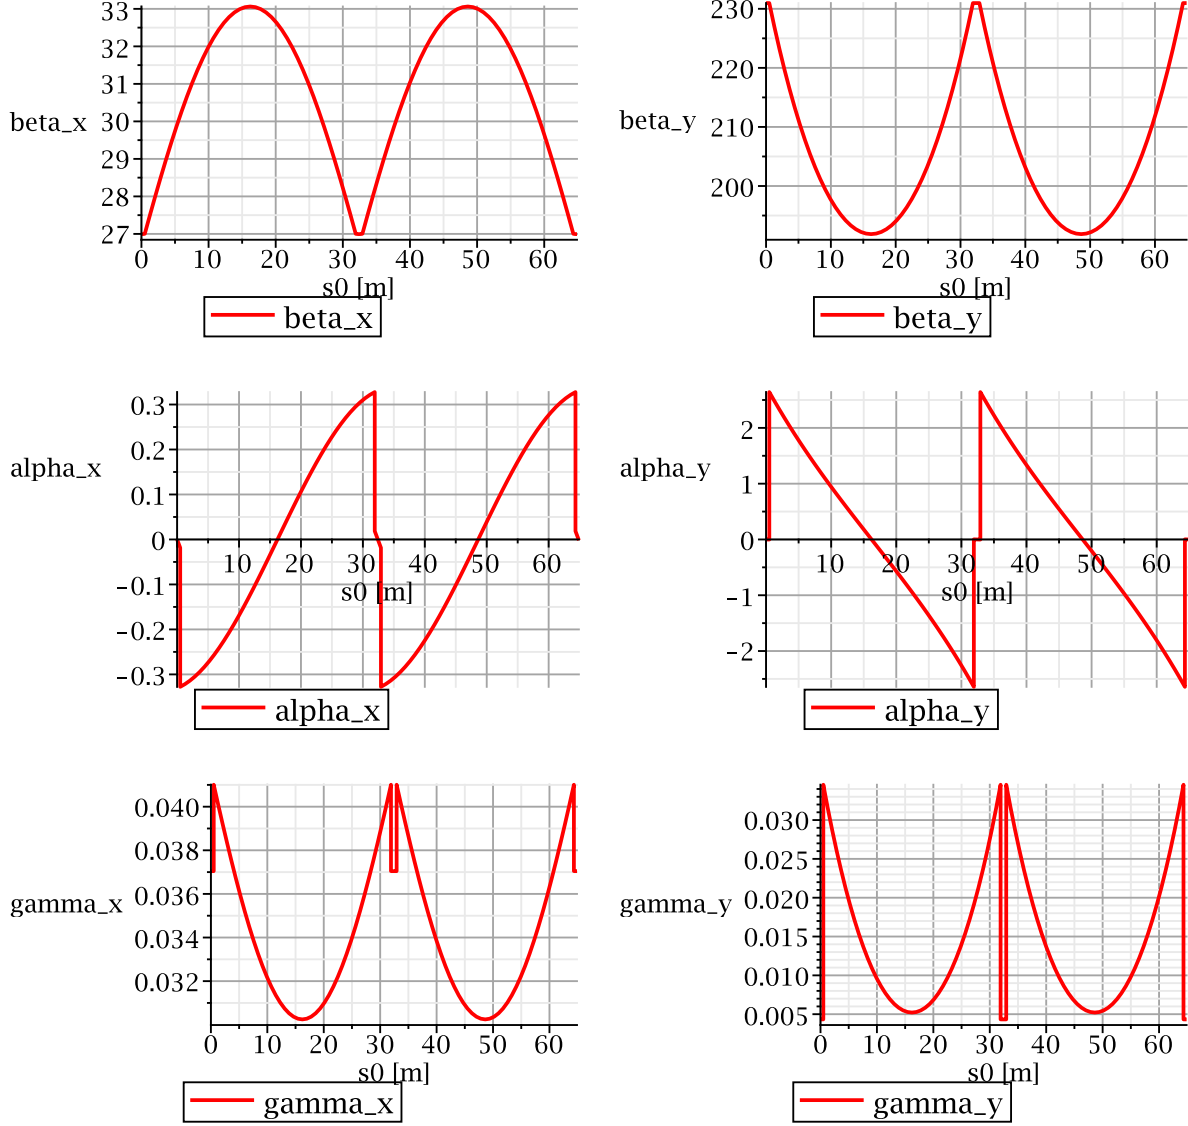 33
32
31
beta_x 30
29
28
27
0 10 20 30 40 50 60
s0 [m]
beta_x
230
220
beta_y 210
200
0 10 20 30 40 50 60
s0 [m]
beta_y
0.3
0.2
alpha_x
0.1
0
10 20 30 40 50 60
−0.1
s0 [m]
−0.2
−0.3
alpha_x
2
alpha_y
1
0
10 20 30 40 50 60
s0 [m]
−1
−2
alpha_y
0.040
0.038
0.036
gamma_x
0.034
0.032
0 10 20 30 40 50 60
s0 [m]
gamma_x
0.030
0.025
0.020
gamma_y
0.015
0.010
0.005
0 10 20 30 40 50 60
s0 [m]
gamma_y